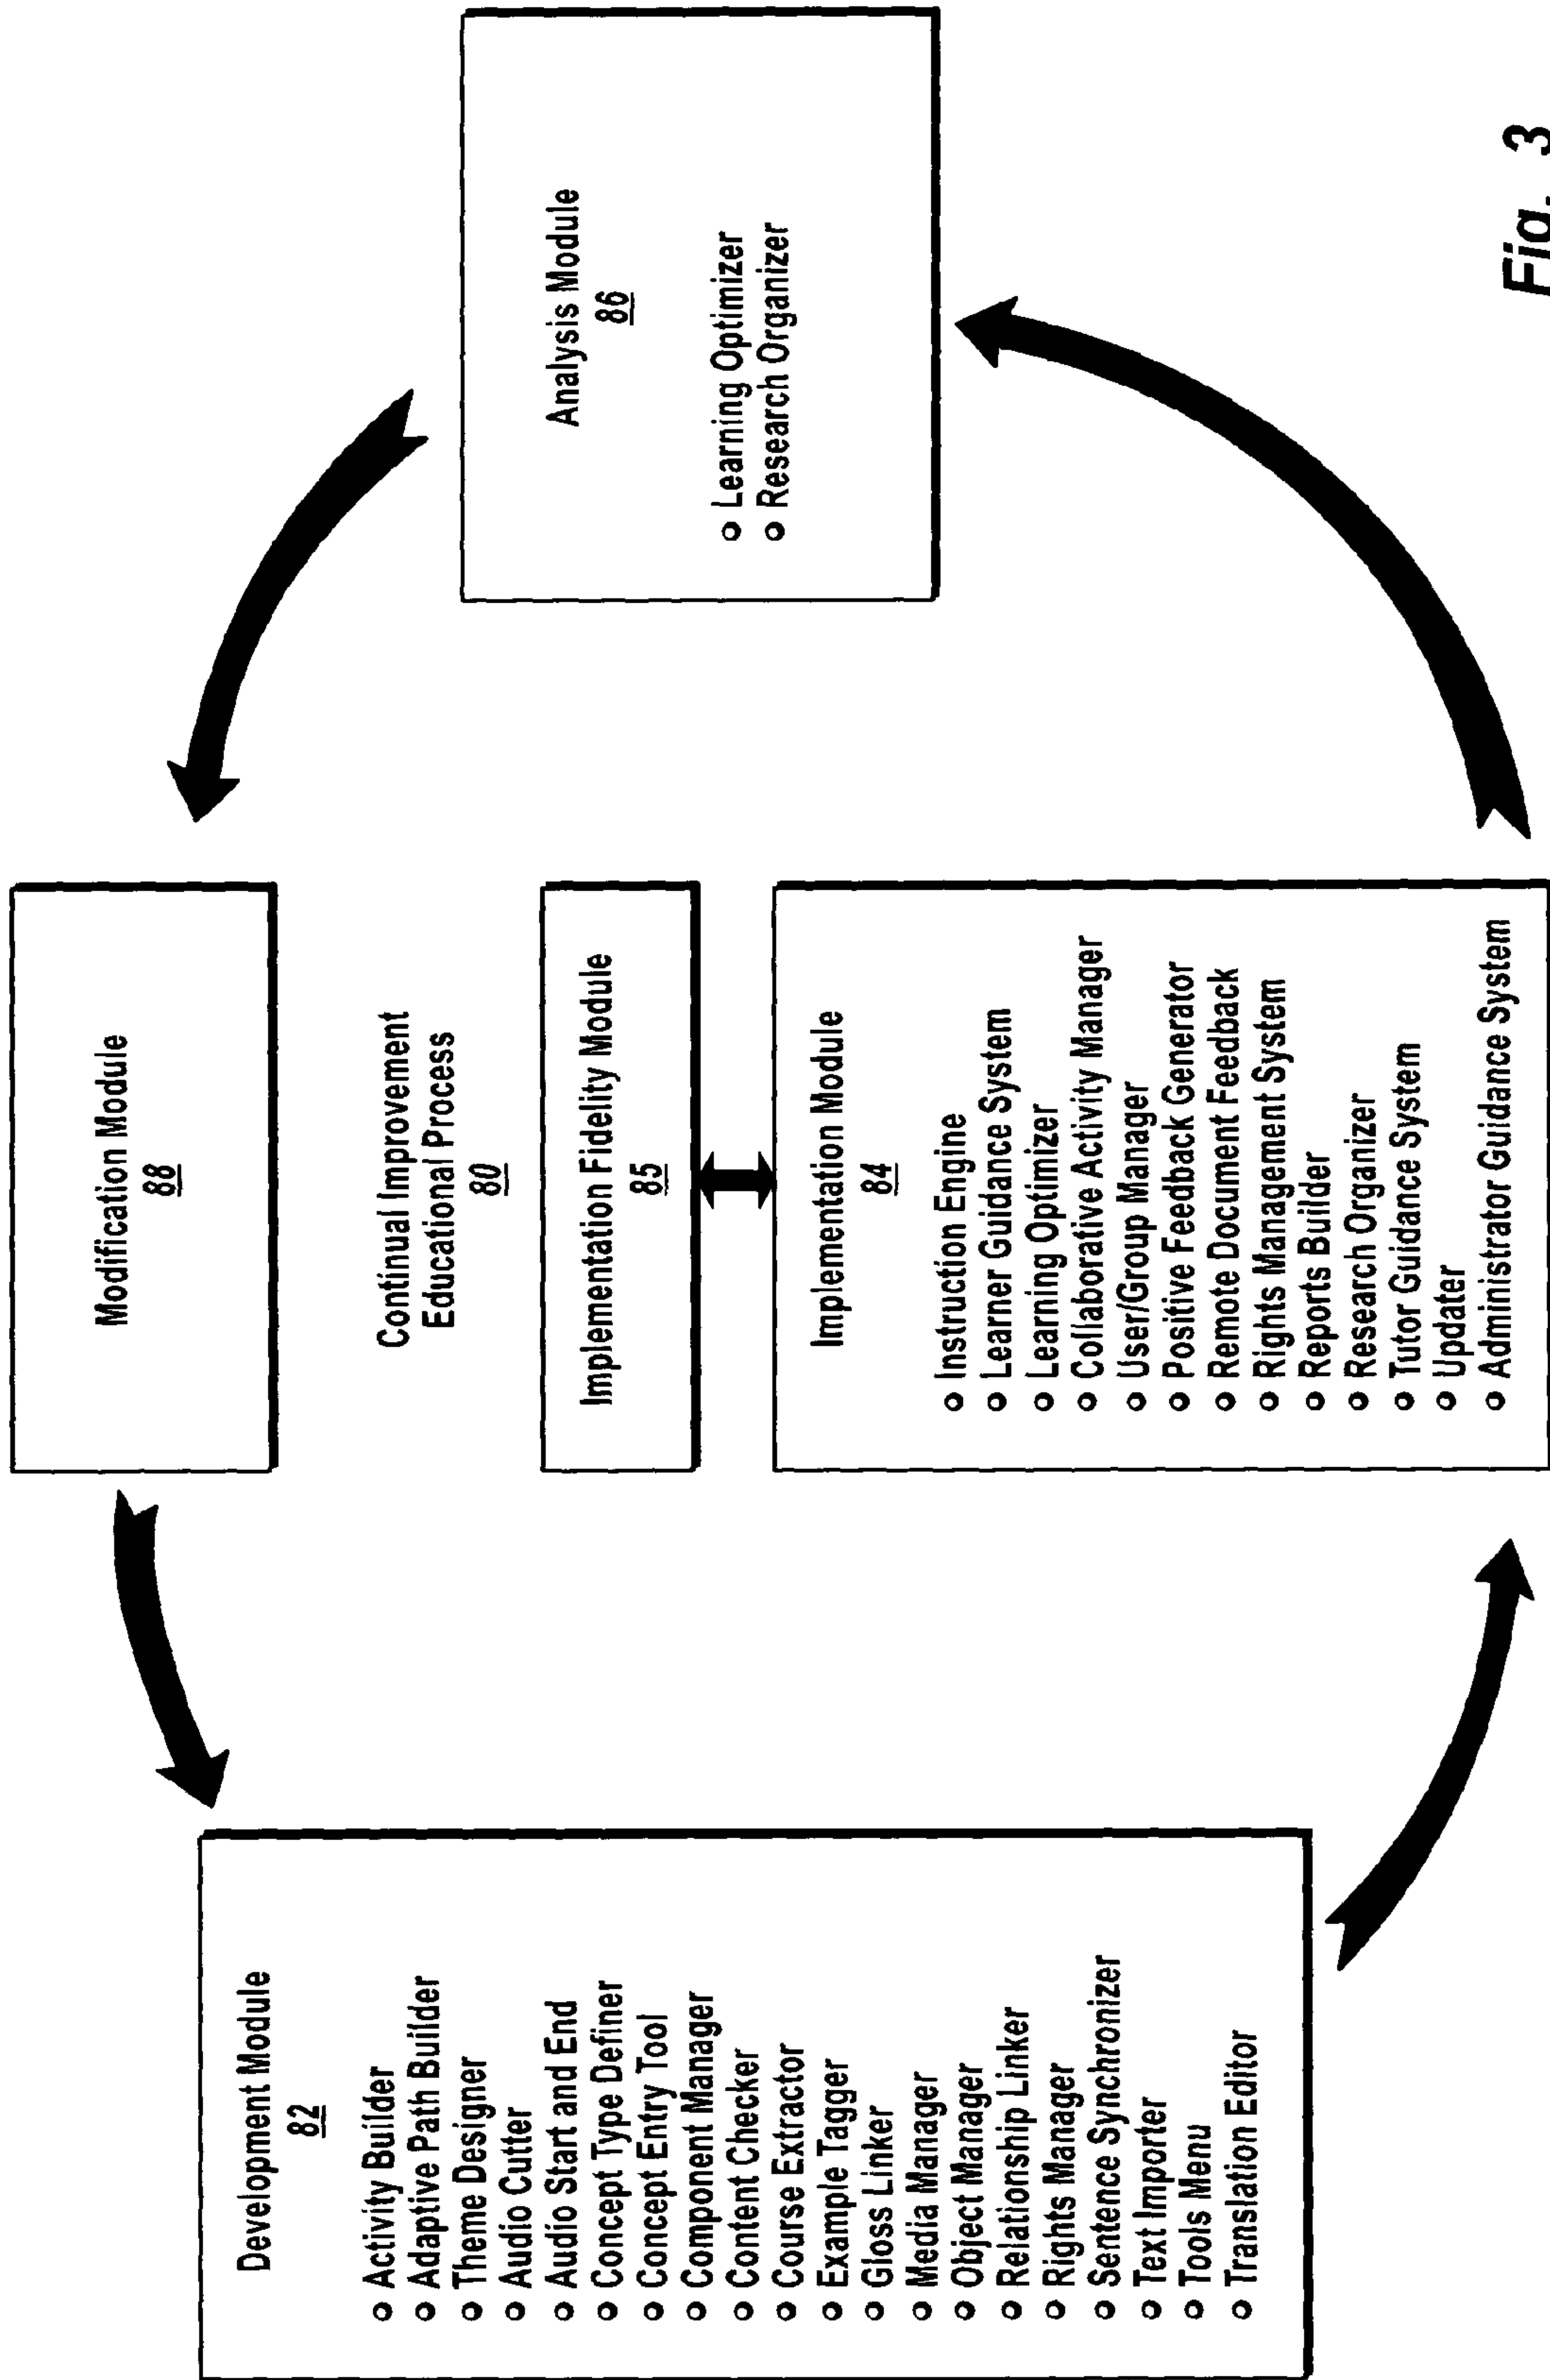 Modification Module
88
Continual Improvement
Educational Process
80
Implementation Fidelity Module
85
Development Module
82
Activity Builder
Adaptive Path Builder
Theme Designer
Audio Cutter
Audio Start and End
Concept Type Definer
Concept Entry Tool
Component Manager
Content Checker
Course Extractor
Example Tagger
Gloss Linker
Media Manager
Object Manager
Relationship Linker
Rights Manager
Sentence Synchronizer
Text Importer
Tools Menu
Translation Editor
Implementation Module
84
Instruction Engine
Learner Guidance System
Learning Optimizer
Collaborative Activity Manager
User/Group Manager
Positive Feedback Generator
Remote Document Feedback
Rights Management System
Reports Builder
Research Organizer
Tutor Guidance System
Updater
Administrator Guidance System
Analysis Module
86
Learning Optimizer
Research Organizer
Fig. 3